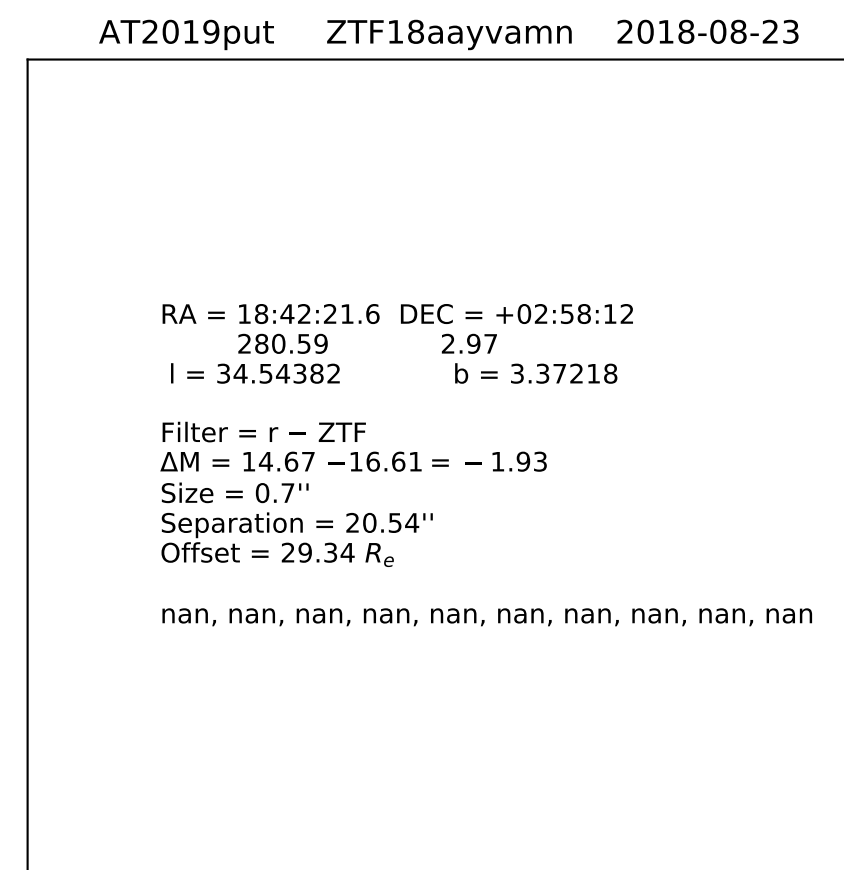 AT2019put ZTF18aayvamn 2018-08-23
RA = 18:42:21.6 DEC = +02:58:12
280.59 2.97
l = 34.54382 b = 3.37218
Filter = r − ZTF
ΔM = 14.67 −16.61 = − 1.93
Size = 0.7''
Separation = 20.54''
Offset = 29.34 Rₑ
nan, nan, nan, nan, nan, nan, nan, nan, nan, nan